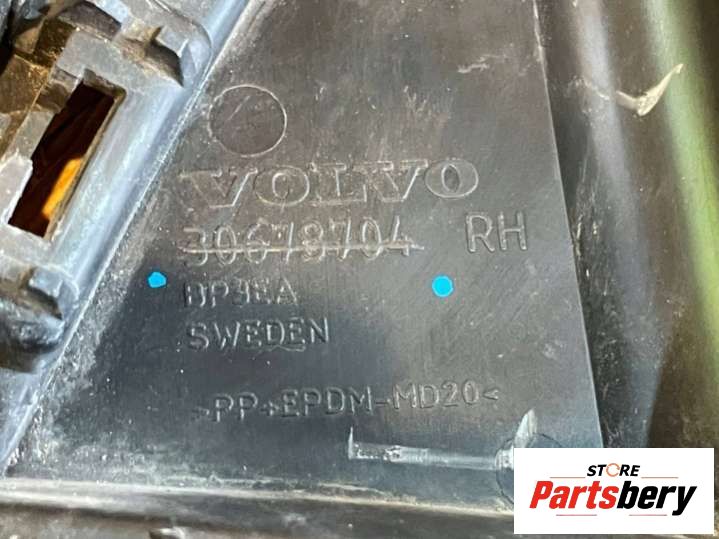 VOLVO
30678704 RH
SWEDEN
>PP+EPDM-MD20<
STORE
Partsbery